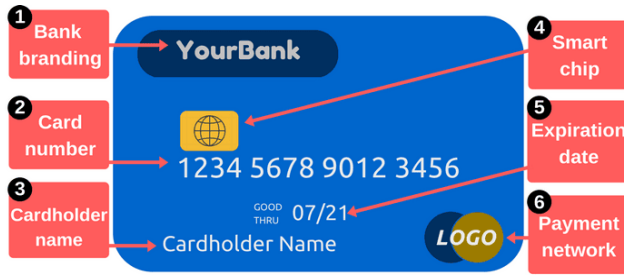 1
Bank
branding
2
Card
number
3
Cardholder
name
YourBank
1234 5678 9012 3456
GOOD
THRU 07/21
Cardholder Name
LOGO
4
Smart
chip
5
Expiration
date
6
Payment
network